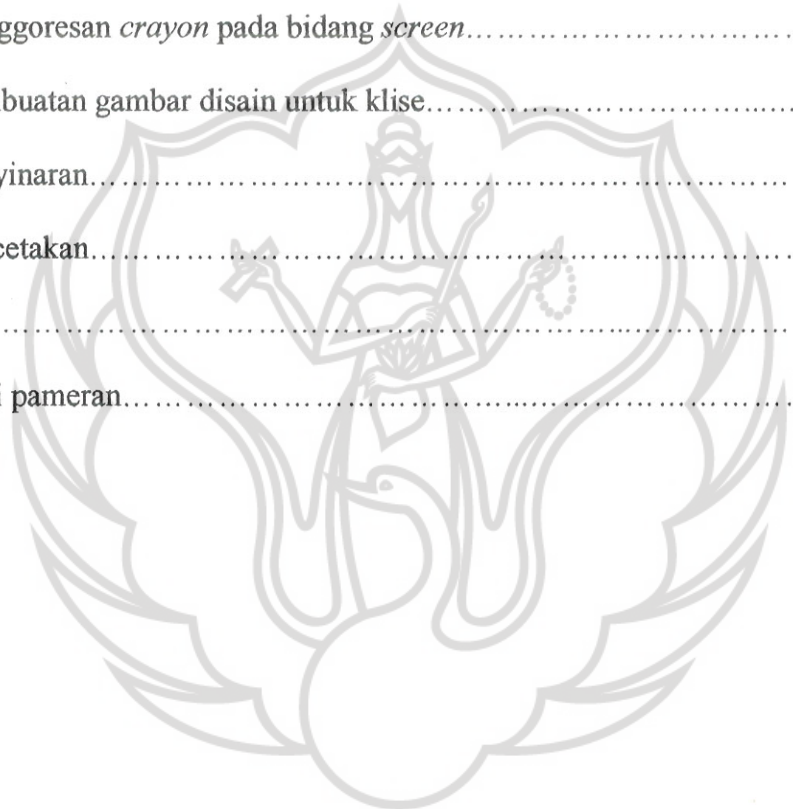 ggoresan crayon pada bidang screen……………………………
buatan gambar disain untuk klise……………………………..…
yinaran……………………………………………………………
cetakan…………………………………………………...………
……………………………………………………..………………
i pameran…………………………………..………………………